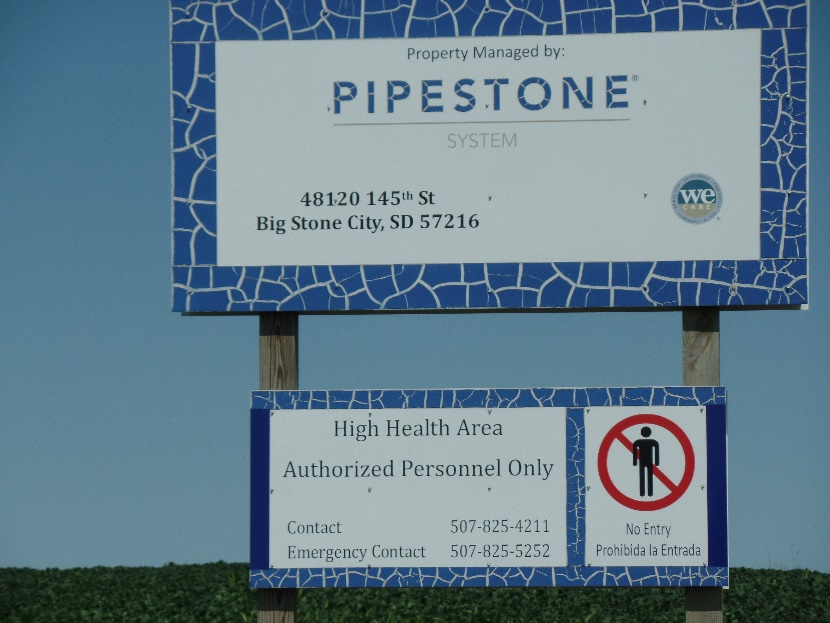 Property Managed by:
PIPESTONE®
SYSTEM
48120 145th St
Big Stone City, SD 57216
we
CARE
High Health Area
Authorized Personnel Only
Contact 507-825-4211
Emergency Contact 507-825-5252
No Entry
Prohibida la Entrada